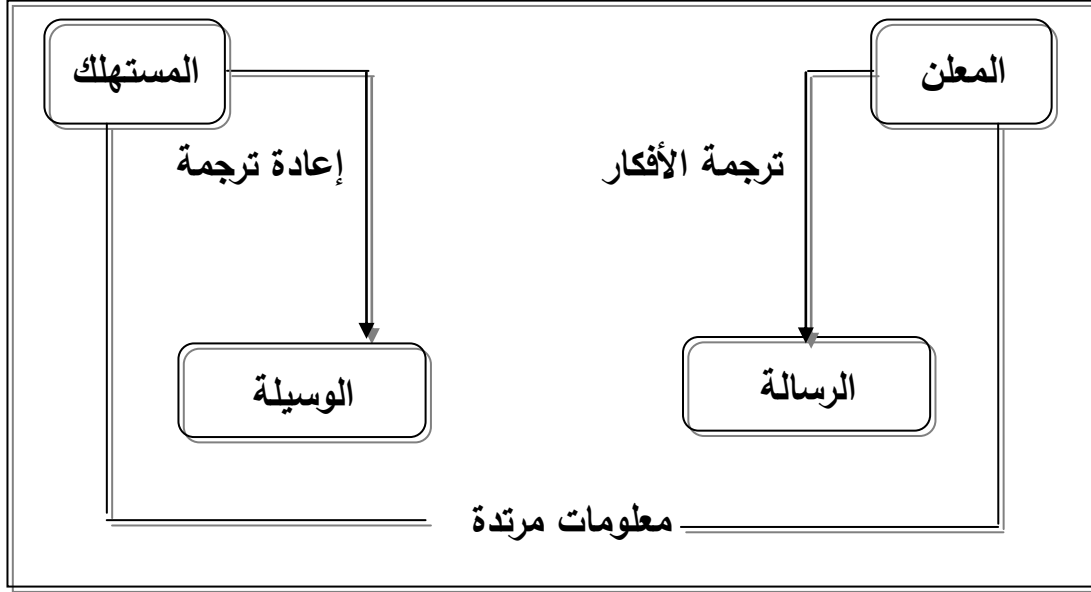 المعلن
المستهلك
ترجمة الأفكار
إعادة ترجمة
الرسالة
الوسيلة
معلومات مرتدة